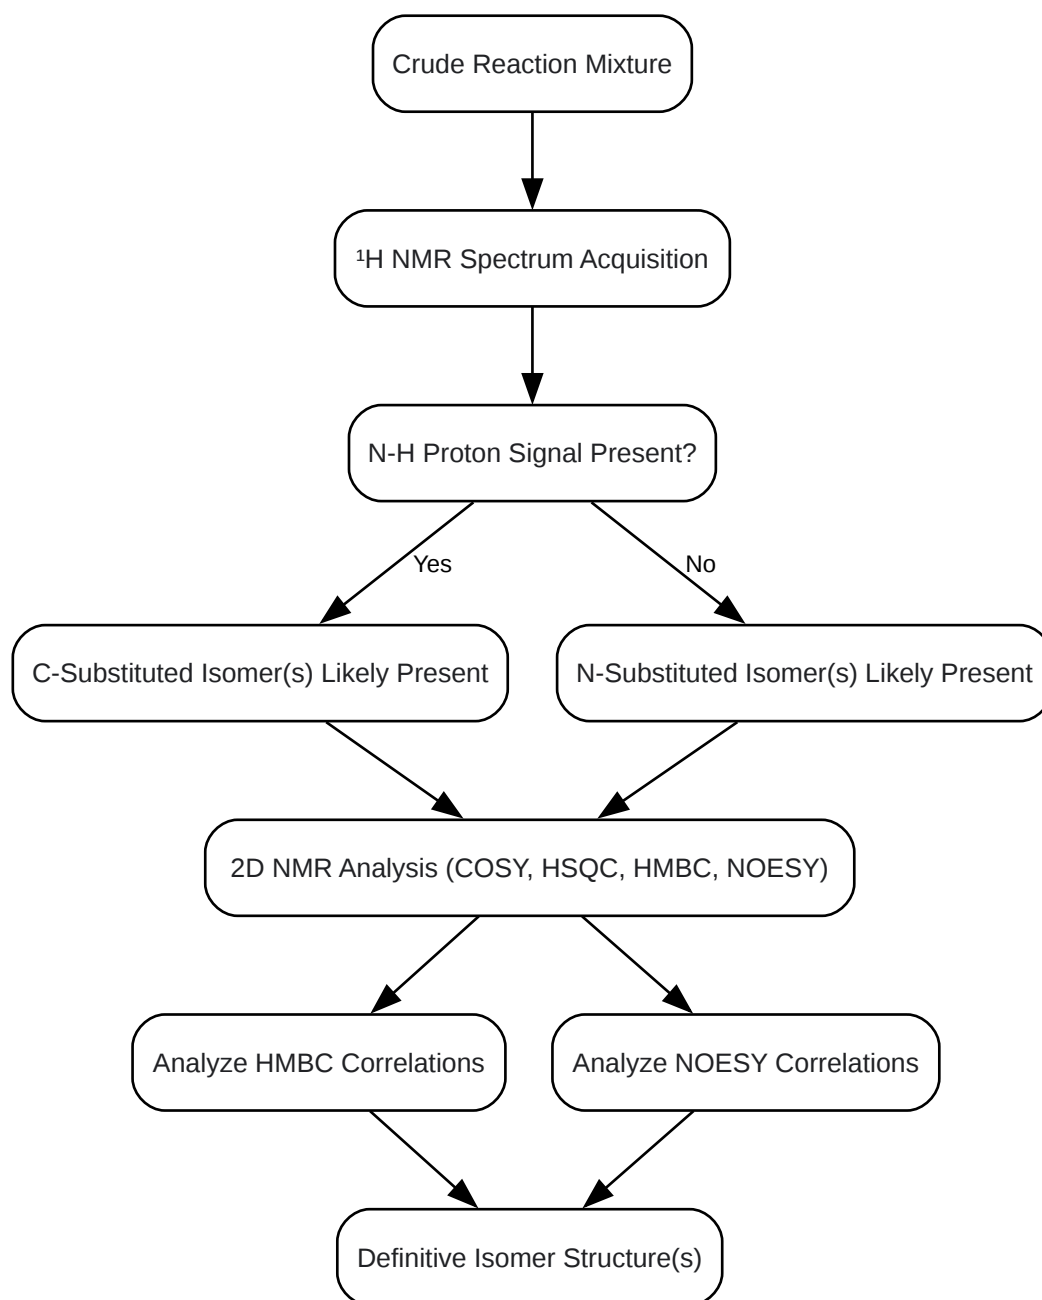 Crude Reaction Mixture
¹H NMR Spectrum Acquisition
N-H Proton Signal Present?
Yes
No
C-Substituted Isomer(s) Likely Present
N-Substituted Isomer(s) Likely Present
2D NMR Analysis (COSY, HSQC, HMBC, NOESY)
Analyze HMBC Correlations
Analyze NOESY Correlations
Definitive Isomer Structure(s)